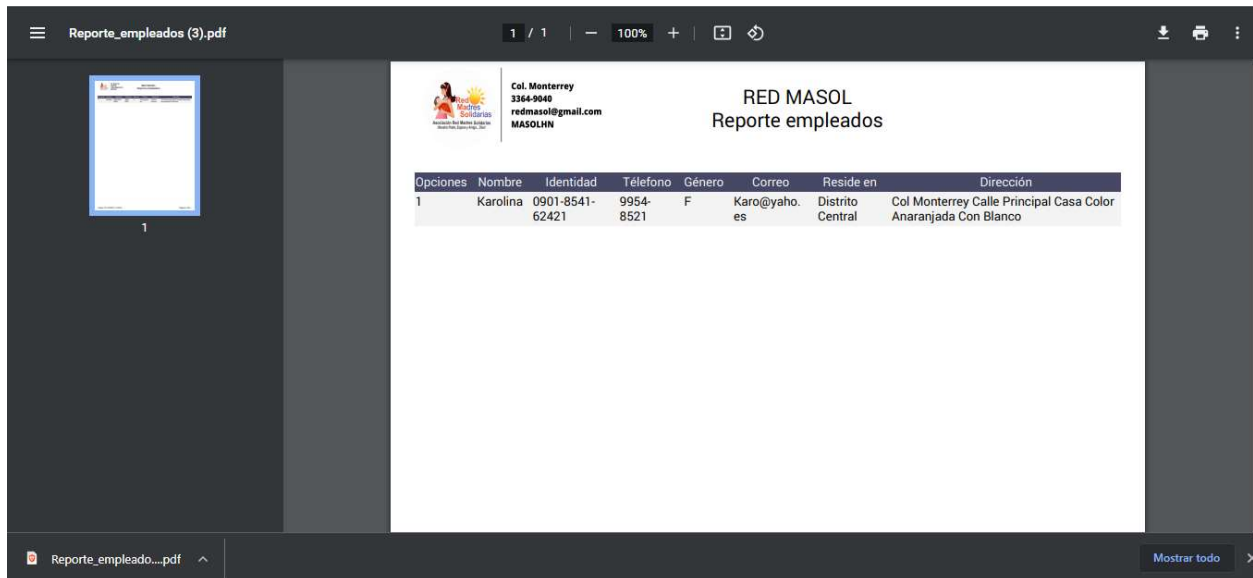 Reporte_empleados (3).pdf
1 / 1
100%
1
Red
Madres
Solidarias
Col. Monterrey
3364-9040
redmasol@gmail.com
MASOLHN
RED MASOL
Reporte empleados
Opciones Nombre Identidad Télefono Género Correo Reside en Dirección
1 Karolina 0901-8541- 9954- F Karo@yaho. Distrito Col Monterrey Calle Principal Casa Color
62421 8521 es Central Anaranjada Con Blanco
Reporte_empleado....pdf
Mostrar todo